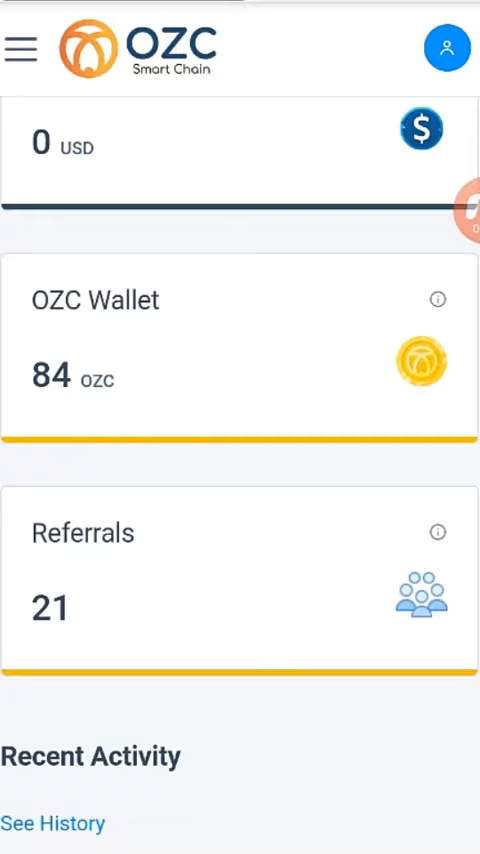 OZC
Smart Chain
0 USD
OZC Wallet
84 OZC
Referrals
21
Recent Activity
See History